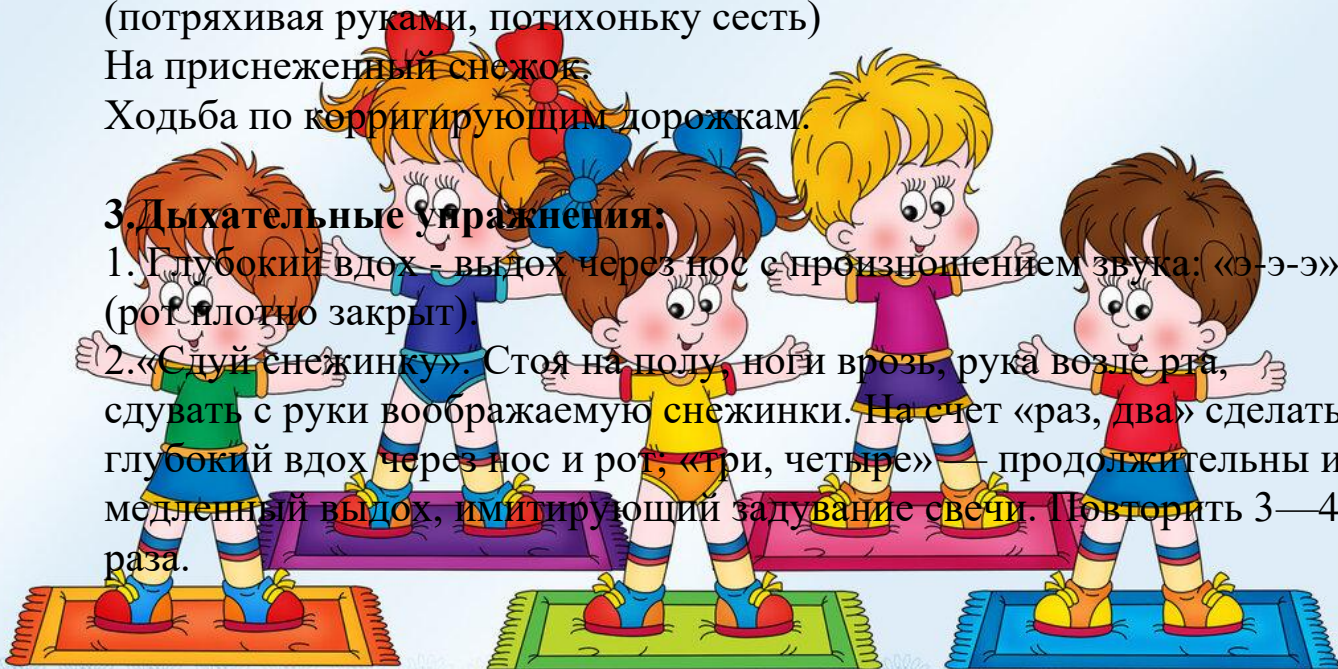 (потряхивая руками, потихоньку сесть)
На приснеженный снежок.
Ходьба по корригирующим дорожкам.
3.Дыхательные упражнения:
1. Глубокий вдох - выдох через нос с произношением звука: «э-э-э»
(рот плотно закрыт).
2.«Сдуй снежинку». Стоя на полу, ноги врозь, рука возле рта,
сдувать с руки воображаемую снежинки. На счет «раз, два» сделать
глубокий вдох через нос и рот; «три, четыре» — продолжительны и
медленный выдох, имитирующий задувание свечи. Повторить 3—4
раза.